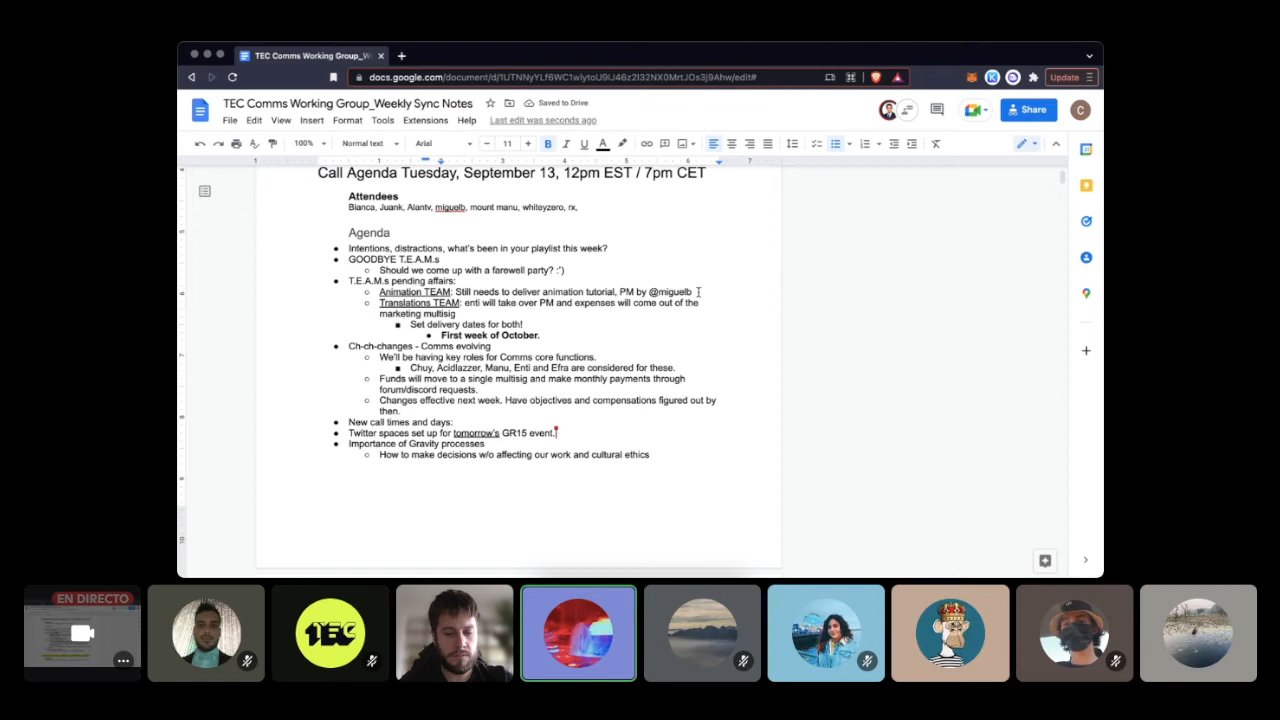 TEC Comms Working Group_W
docs.google.com/document/d/1UTNNyYLf6WC1wlytoU9IJ46z2I32NX0MrtJOs3j9Ahw/edit#
Update
TEC Comms Working Group_Weekly Sync Notes
Saved to Drive
File Edit View Insert Format Tools Extensions Help
Last edit was seconds ago
Share
C
100% Normal text Arial 11
Call Agenda Tuesday, September 13, 12pm EST / 7pm CET
Attendees
Bianca, Juank, Alantv, miguelb, mount manu, whiteyzero, rx,
Agenda
Intentions, distractions, what's been in your playlist this week?
GOODBYE T.E.A.M.s
Should we come up with a farewell party? :')
T.E.A.M.s pending affairs:
Animation TEAM: Still needs to deliver animation tutorial, PM by @miguelb
Translations TEAM: enti will take over PM and expenses will come out of the
marketing multisig
Set delivery dates for both!
First week of October.
Ch-ch-changes - Comms evolving
We'll be having key roles for Comms core functions.
Chuy, Acidlazzer, Manu, Enti and Efra are considered for these.
Funds will move to a single multisig and make monthly payments through
forum/discord requests.
Changes effective next week. Have objectives and compensations figured out by
then.
New call times and days:
Twitter spaces set up for tomorrow's GR15 event.
Importance of Gravity processes
How to make decisions w/o affecting our work and cultural ethics
EN DIRECTO
TEC